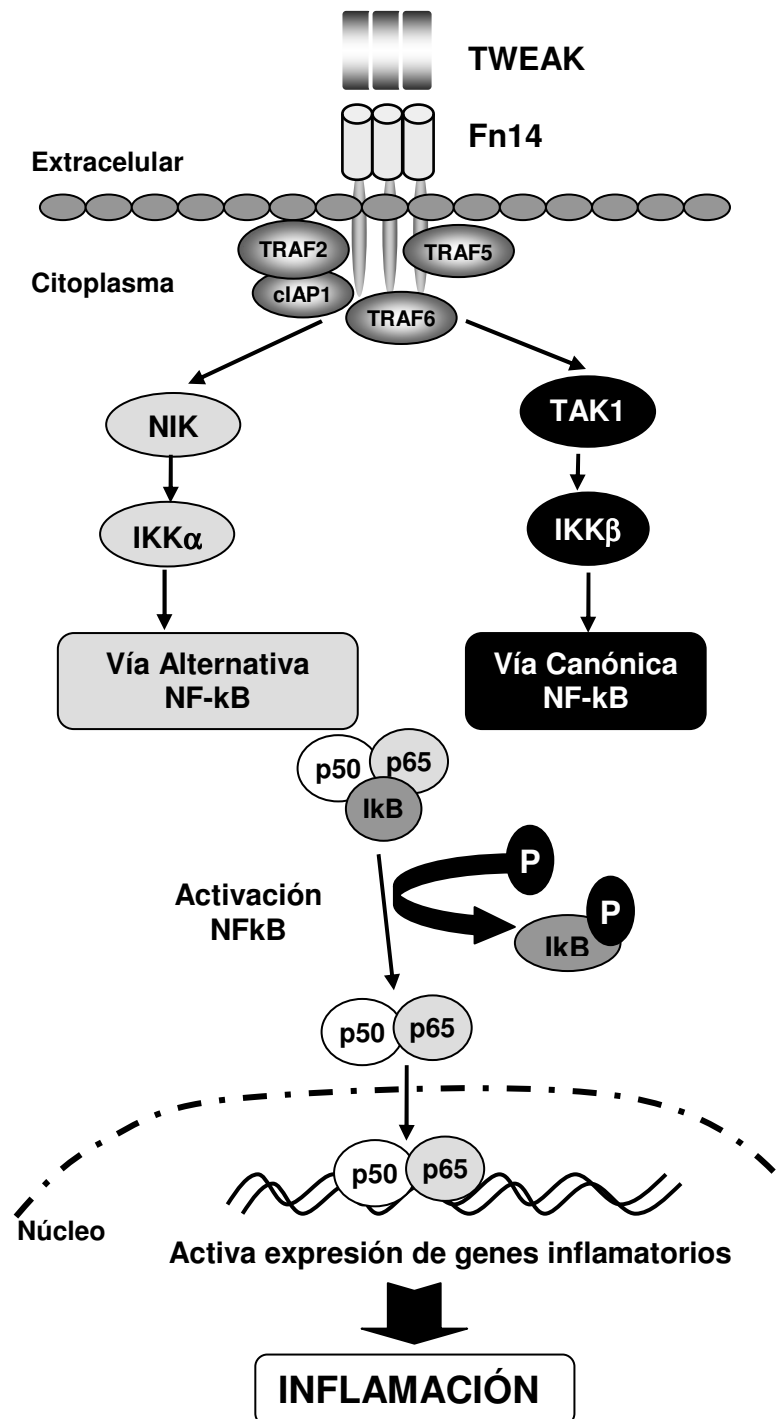 TWEAK
Fn14
Extracelular
TRAF2
TRAF5
Citoplasma
cIAP1
TRAF6
NIK
TAK1
IKKα
IKKβ
Vía Alternativa
NF-kB
Vía Canónica
NF-kB
p50
p65
IkB
P
Activación
NFkB
P
IkB
p50
p65
p50
p65
Núcleo
Activa expresión de genes inflamatorios
INFLAMACIÓN